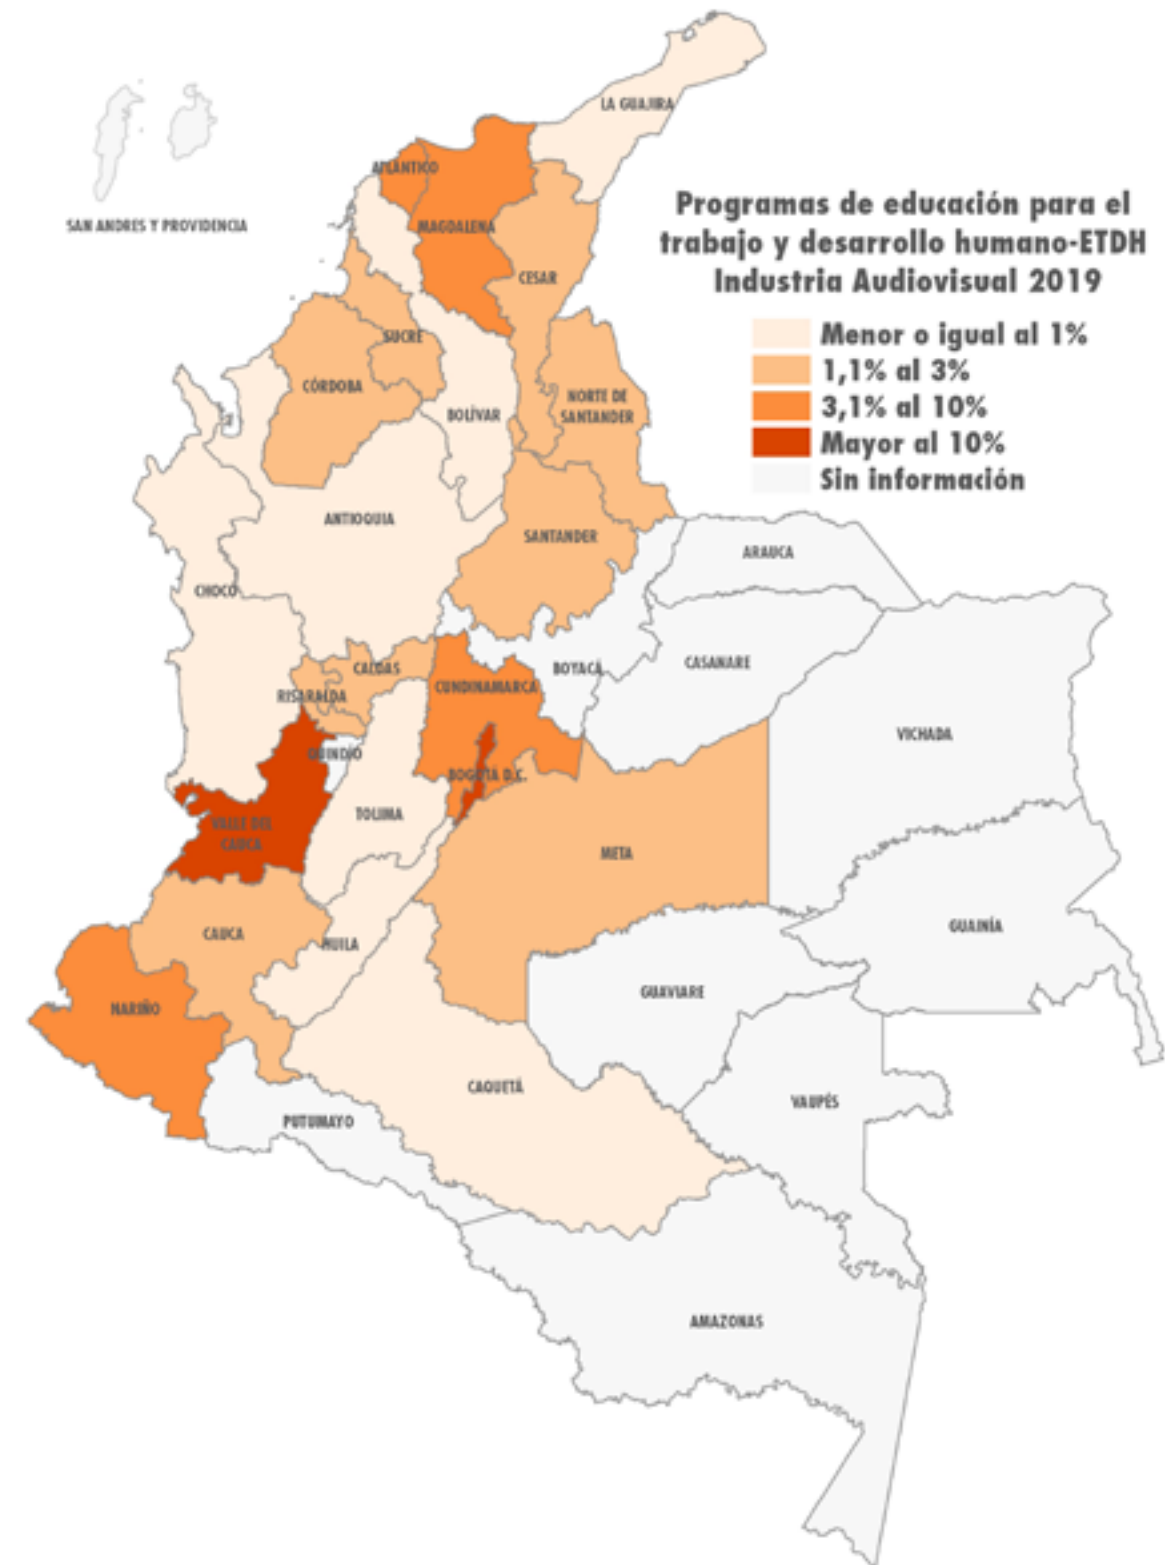 LA GUAJIRA
ATLÁNTICO
SAN ANDRES Y PROVIDENCIA
MAGDALENA
CESAR
Programas de educación para el
trabajo y desarrollo humano-ETDH
Industria Audiovisual 2019
Menor o igual al 1%
1,1% al 3%
3,1% al 10%
Mayor al 10%
Sin información
SUCRE
CÓRDOBA
BOLÍVAR
NORTE DE
SANTANDER
ANTIOQUIA
SANTANDER
ARAUCA
CHOCÓ
BOYACÁ
CASANARE
CALDAS
RISARALDA
CUNDINAMARCA
VICHADA
QUINDÍO
BOGOTA D.C.
TOLIMA
VALLE DEL
CAUCA
META
GUAINÍA
CAUCA
HUILA
GUAVIARE
NARIÑO
CAQUETÁ
VAUPÉS
PUTUMAYO
AMAZONAS